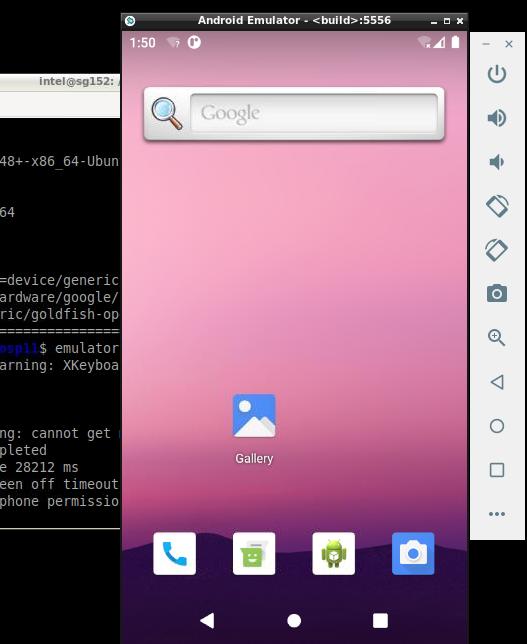 Android Emulator - <build>:5556
intel@sg152: /
1:50
Google
48+-x86_64-Ubun
64
=device/generic
ardware/google/
ric/goldfish-op
===============
osp11$ emulator
arning: XKeyboa
ng: cannot get
pleted
e 28212 ms
een off timeout
phone permissio
Gallery